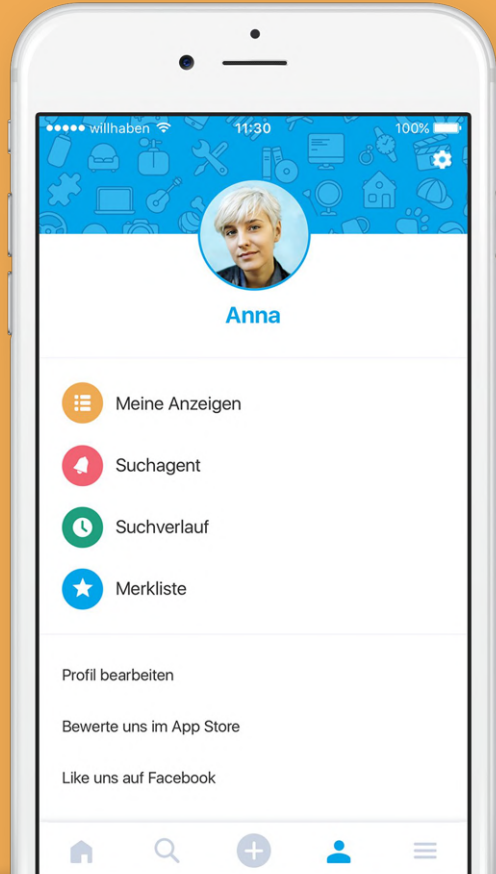 willhaben 11:30 100%
Anna
Meine Anzeigen
Suchagent
Suchverlauf
Merkliste
Profil bearbeiten
Bewerte uns im App Store
Like uns auf Facebook